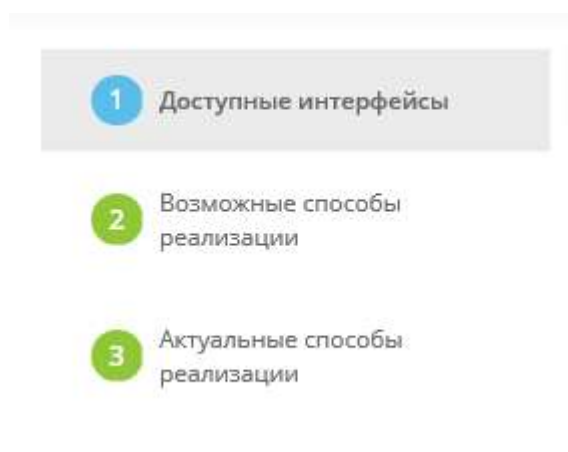 1 Доступные интерфейсы
2 Возможные способы
реализации
3 Актуальные способы
реализации